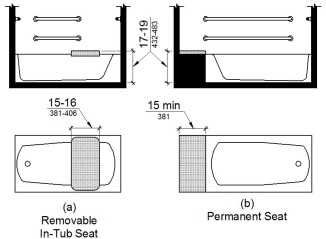 17-19
432-483
15-16
381-406
15 min
381
(a)
Removable
In-Tub Seat
(b)
Permanent Seat